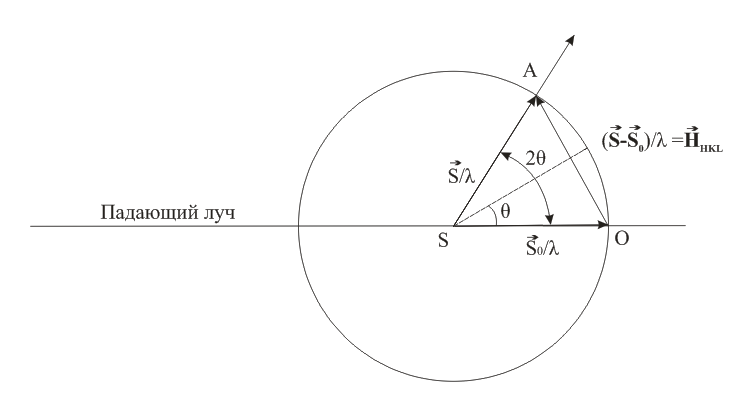 A
(S⃗-S⃗₀)/λ =H⃗HKL
2θ
S⃗/λ
Падающий луч
θ
S
O
S⃗₀/λ